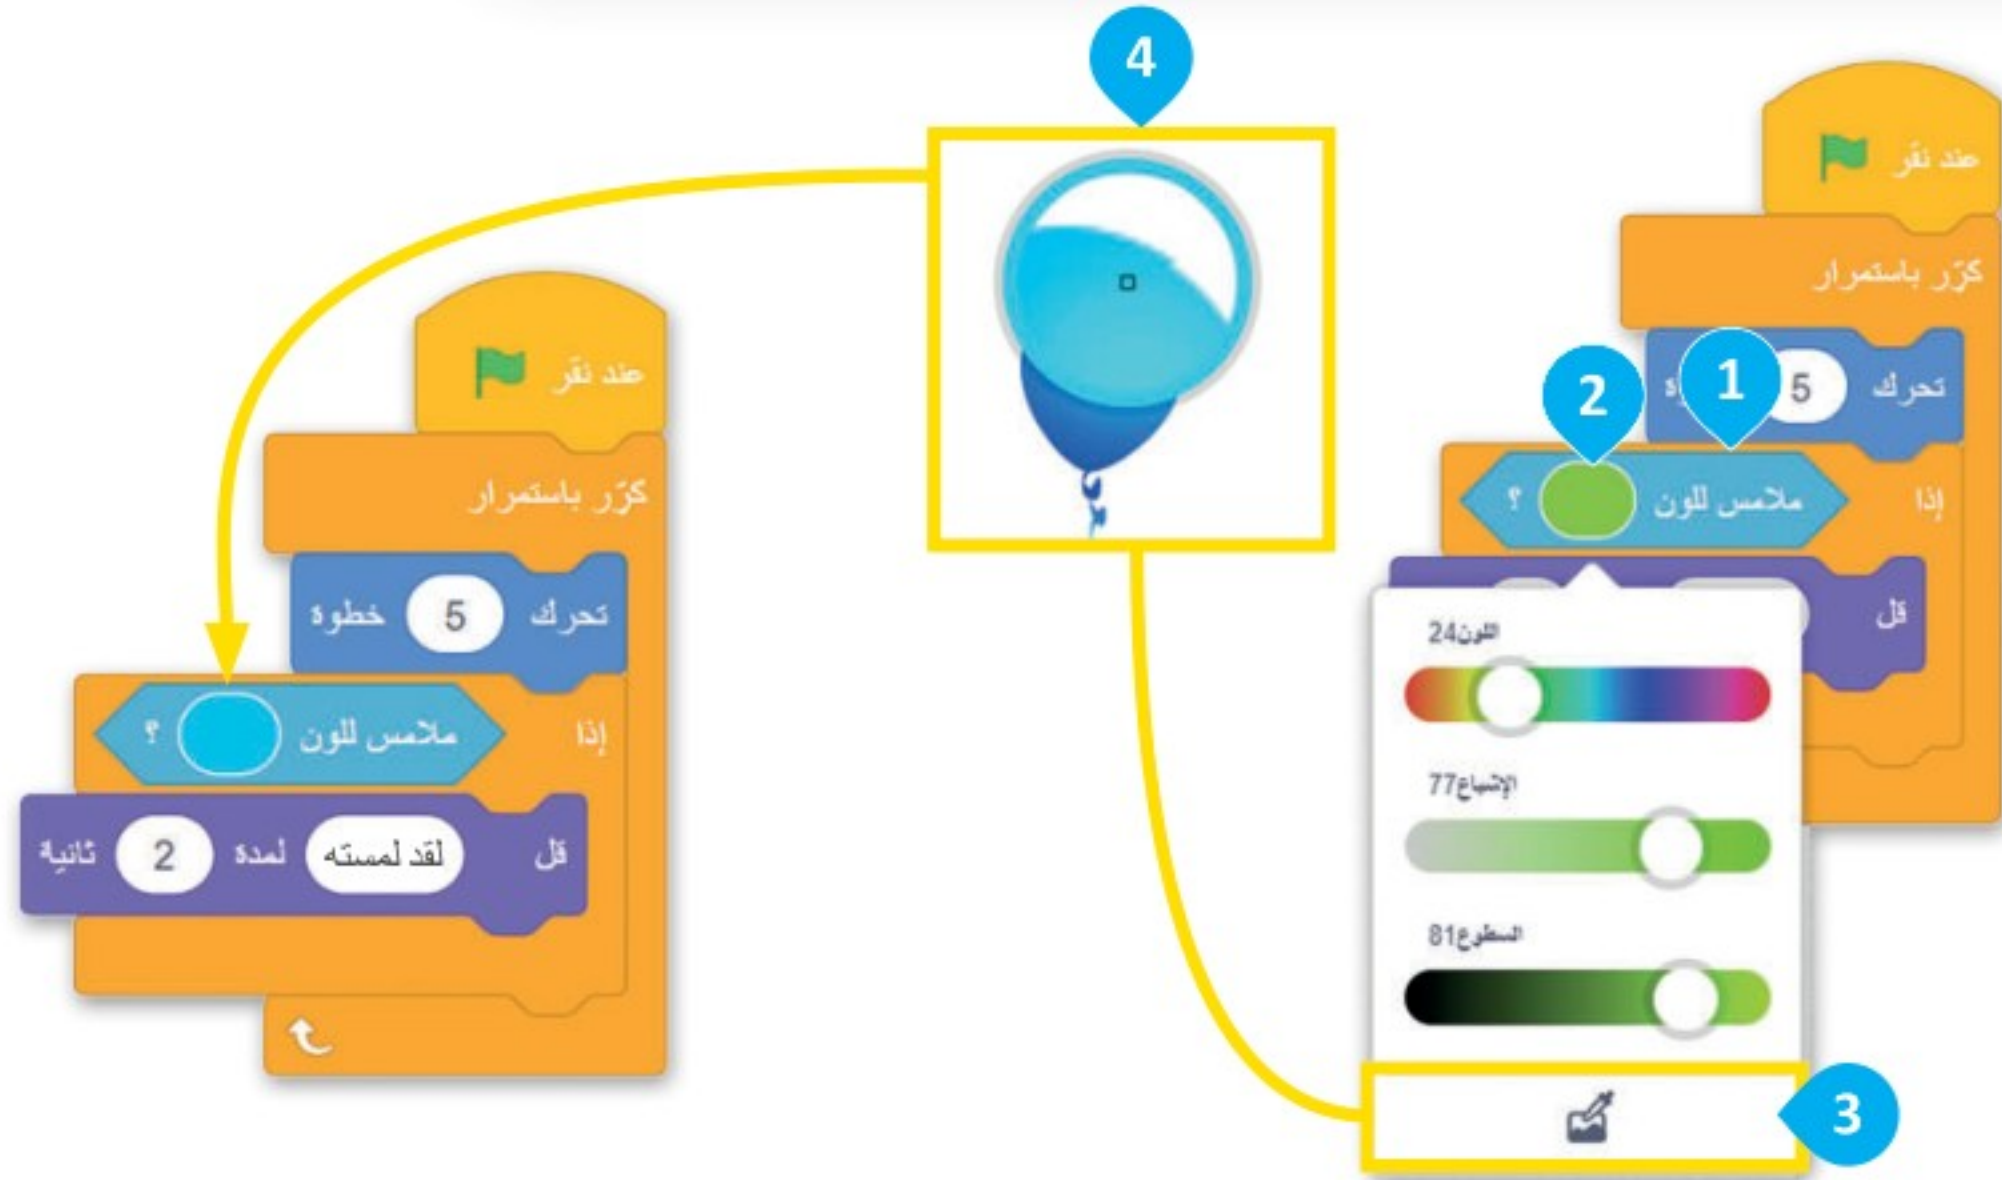 4
عند نقر
كرّر باستمرار
تحرك 5
1
2
إذا ملامس للون ؟
قل
اللون24
الإشباع77
السطوع81
3
عند نقر
كرّر باستمرار
تحرك 5 خطوة
إذا ملامس للون ؟
قل لقد لمسته لمدة 2 ثانية